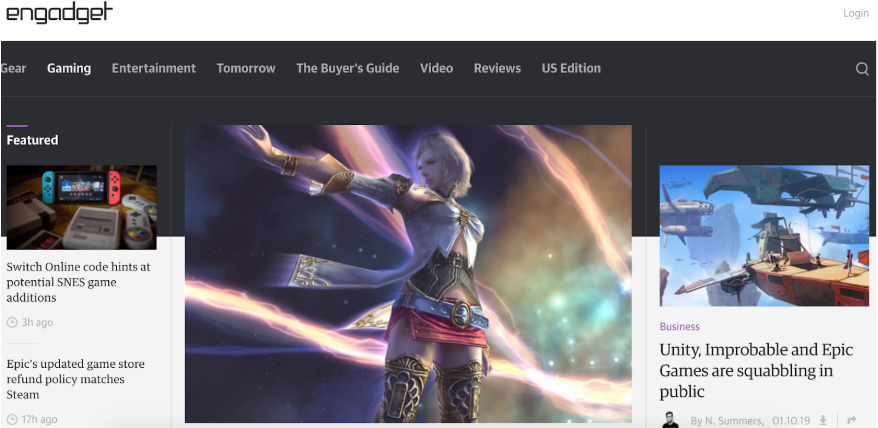 engadget
Login
Gear
Gaming
Entertainment
Tomorrow
The Buyer's Guide
Video
Reviews
US Edition
Featured
Switch Online code hints at
potential SNES game
additions
3h ago
Epic's updated game store
refund policy matches
Steam
17h ago
Business
Unity, Improbable and Epic
Games are squabbling in
public
By N. Summers, 01.10.19